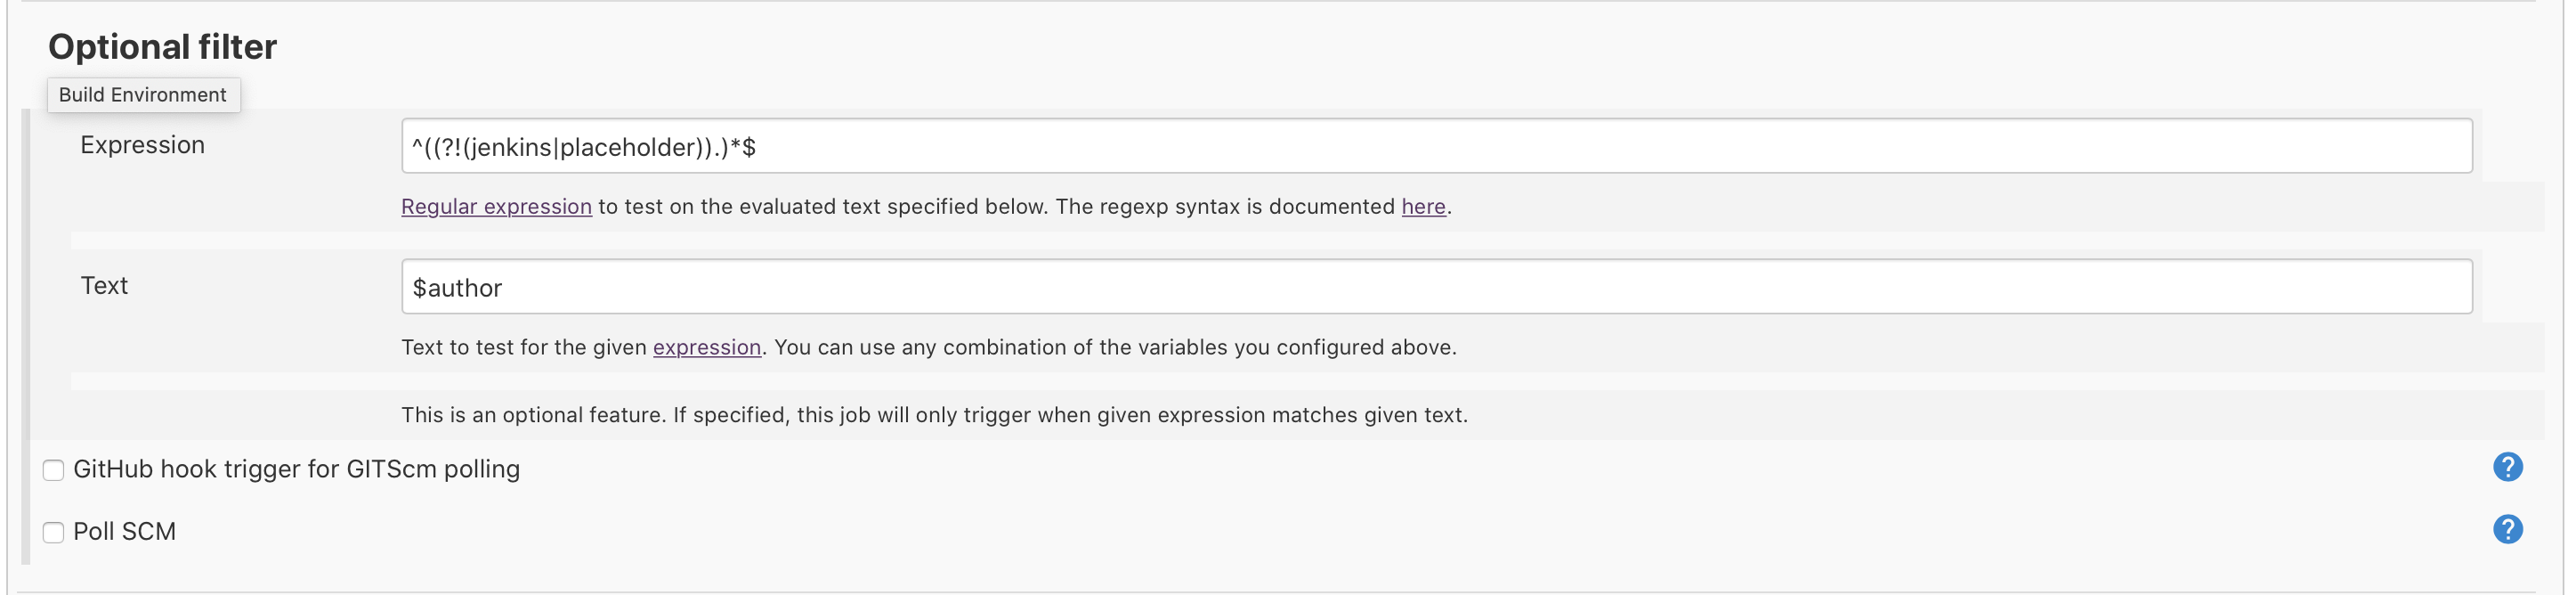 Optional filter
Build Environment
Expression
^((?!(jenkins|placeholder)).)*$
Regular expression to test on the evaluated text specified below. The regexp syntax is documented here.
Text
$author
Text to test for the given expression. You can use any combination of the variables you configured above.
This is an optional feature. If specified, this job will only trigger when given expression matches given text.
GitHub hook trigger for GITScm polling
?
Poll SCM
?